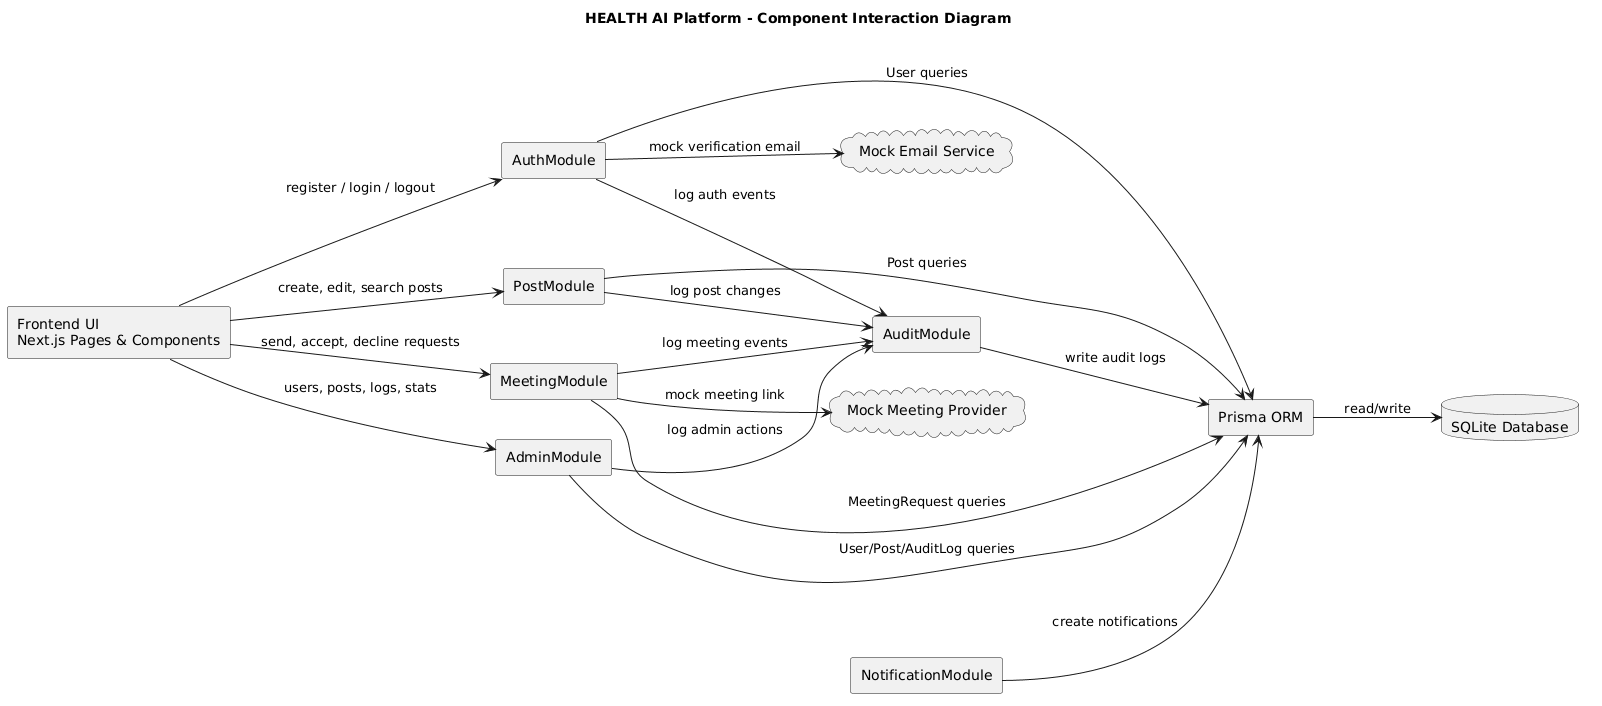 HEALTH AI Platform - Component Interaction Diagram
User queries
AuthModule
mock verification email
Mock Email Service
register / login / logout
log auth events
Post queries
PostModule
create, edit, search posts
log post changes
Frontend UI
Next.js Pages & Components
AuditModule
send, accept, decline requests
log meeting events
write audit logs
MeetingModule
users, posts, logs, stats
mock meeting link
Mock Meeting Provider
Prisma ORM
read/write
SQLite Database
log admin actions
AdminModule
MeetingRequest queries
User/Post/AuditLog queries
create notifications
NotificationModule